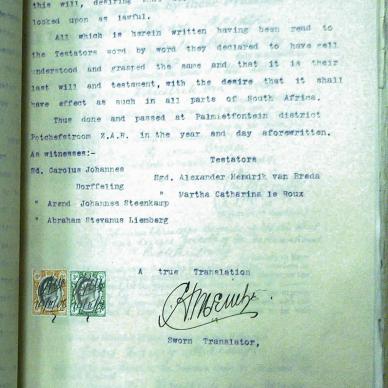 this will, desiring that
looked upon as lawful.
All which is herein written having been read to
the Testators word by word they declared to have well
understood and grasped the same and that it is their
last will and testament, with the desire that it shall
have effect as such in all parts of South Africa.
Thus done and passed at Palmietfontein district
Potchefstroom Z.A.R. in the year and day aforewritten.
As witnesses:-
Testators
Sd. Carolus Johannes
Dorffeling
Sgd. Alexander Hendrik van Breda
" Martha Catharina le Roux
" Arend Johannes Steenkamp
" Abraham Stevanus Liemberg
A true Translation
Sworn Translator,